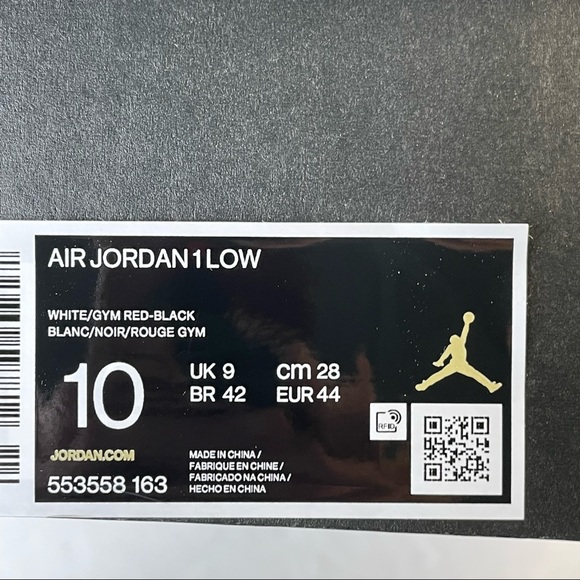 AIR JORDAN 1 LOW
WHITE/GYM RED-BLACK
BLANC/NOIR/ROUGE GYM
10
UK 9 cm 28
BR 42 EUR 44
RFID
JORDAN.COM
553558 163
MADE IN CHINA /
FABRIQUE EN CHINE /
FABRICADO NA CHINA /
HECHO EN CHINA